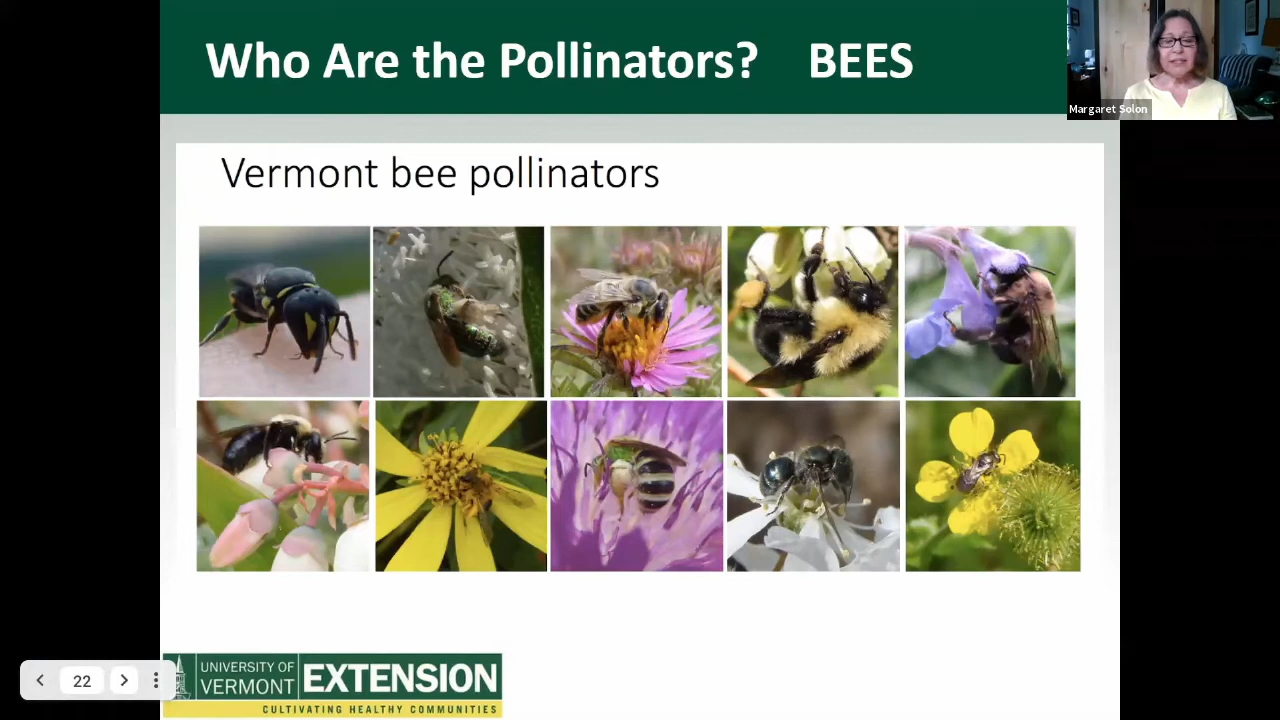 Who Are the Pollinators? BEES
Margaret Solon
Vermont bee pollinators
22
UNIVERSITY OF
VERMONT
EXTENSION
CULTIVATING HEALTHY COMMUNITIES